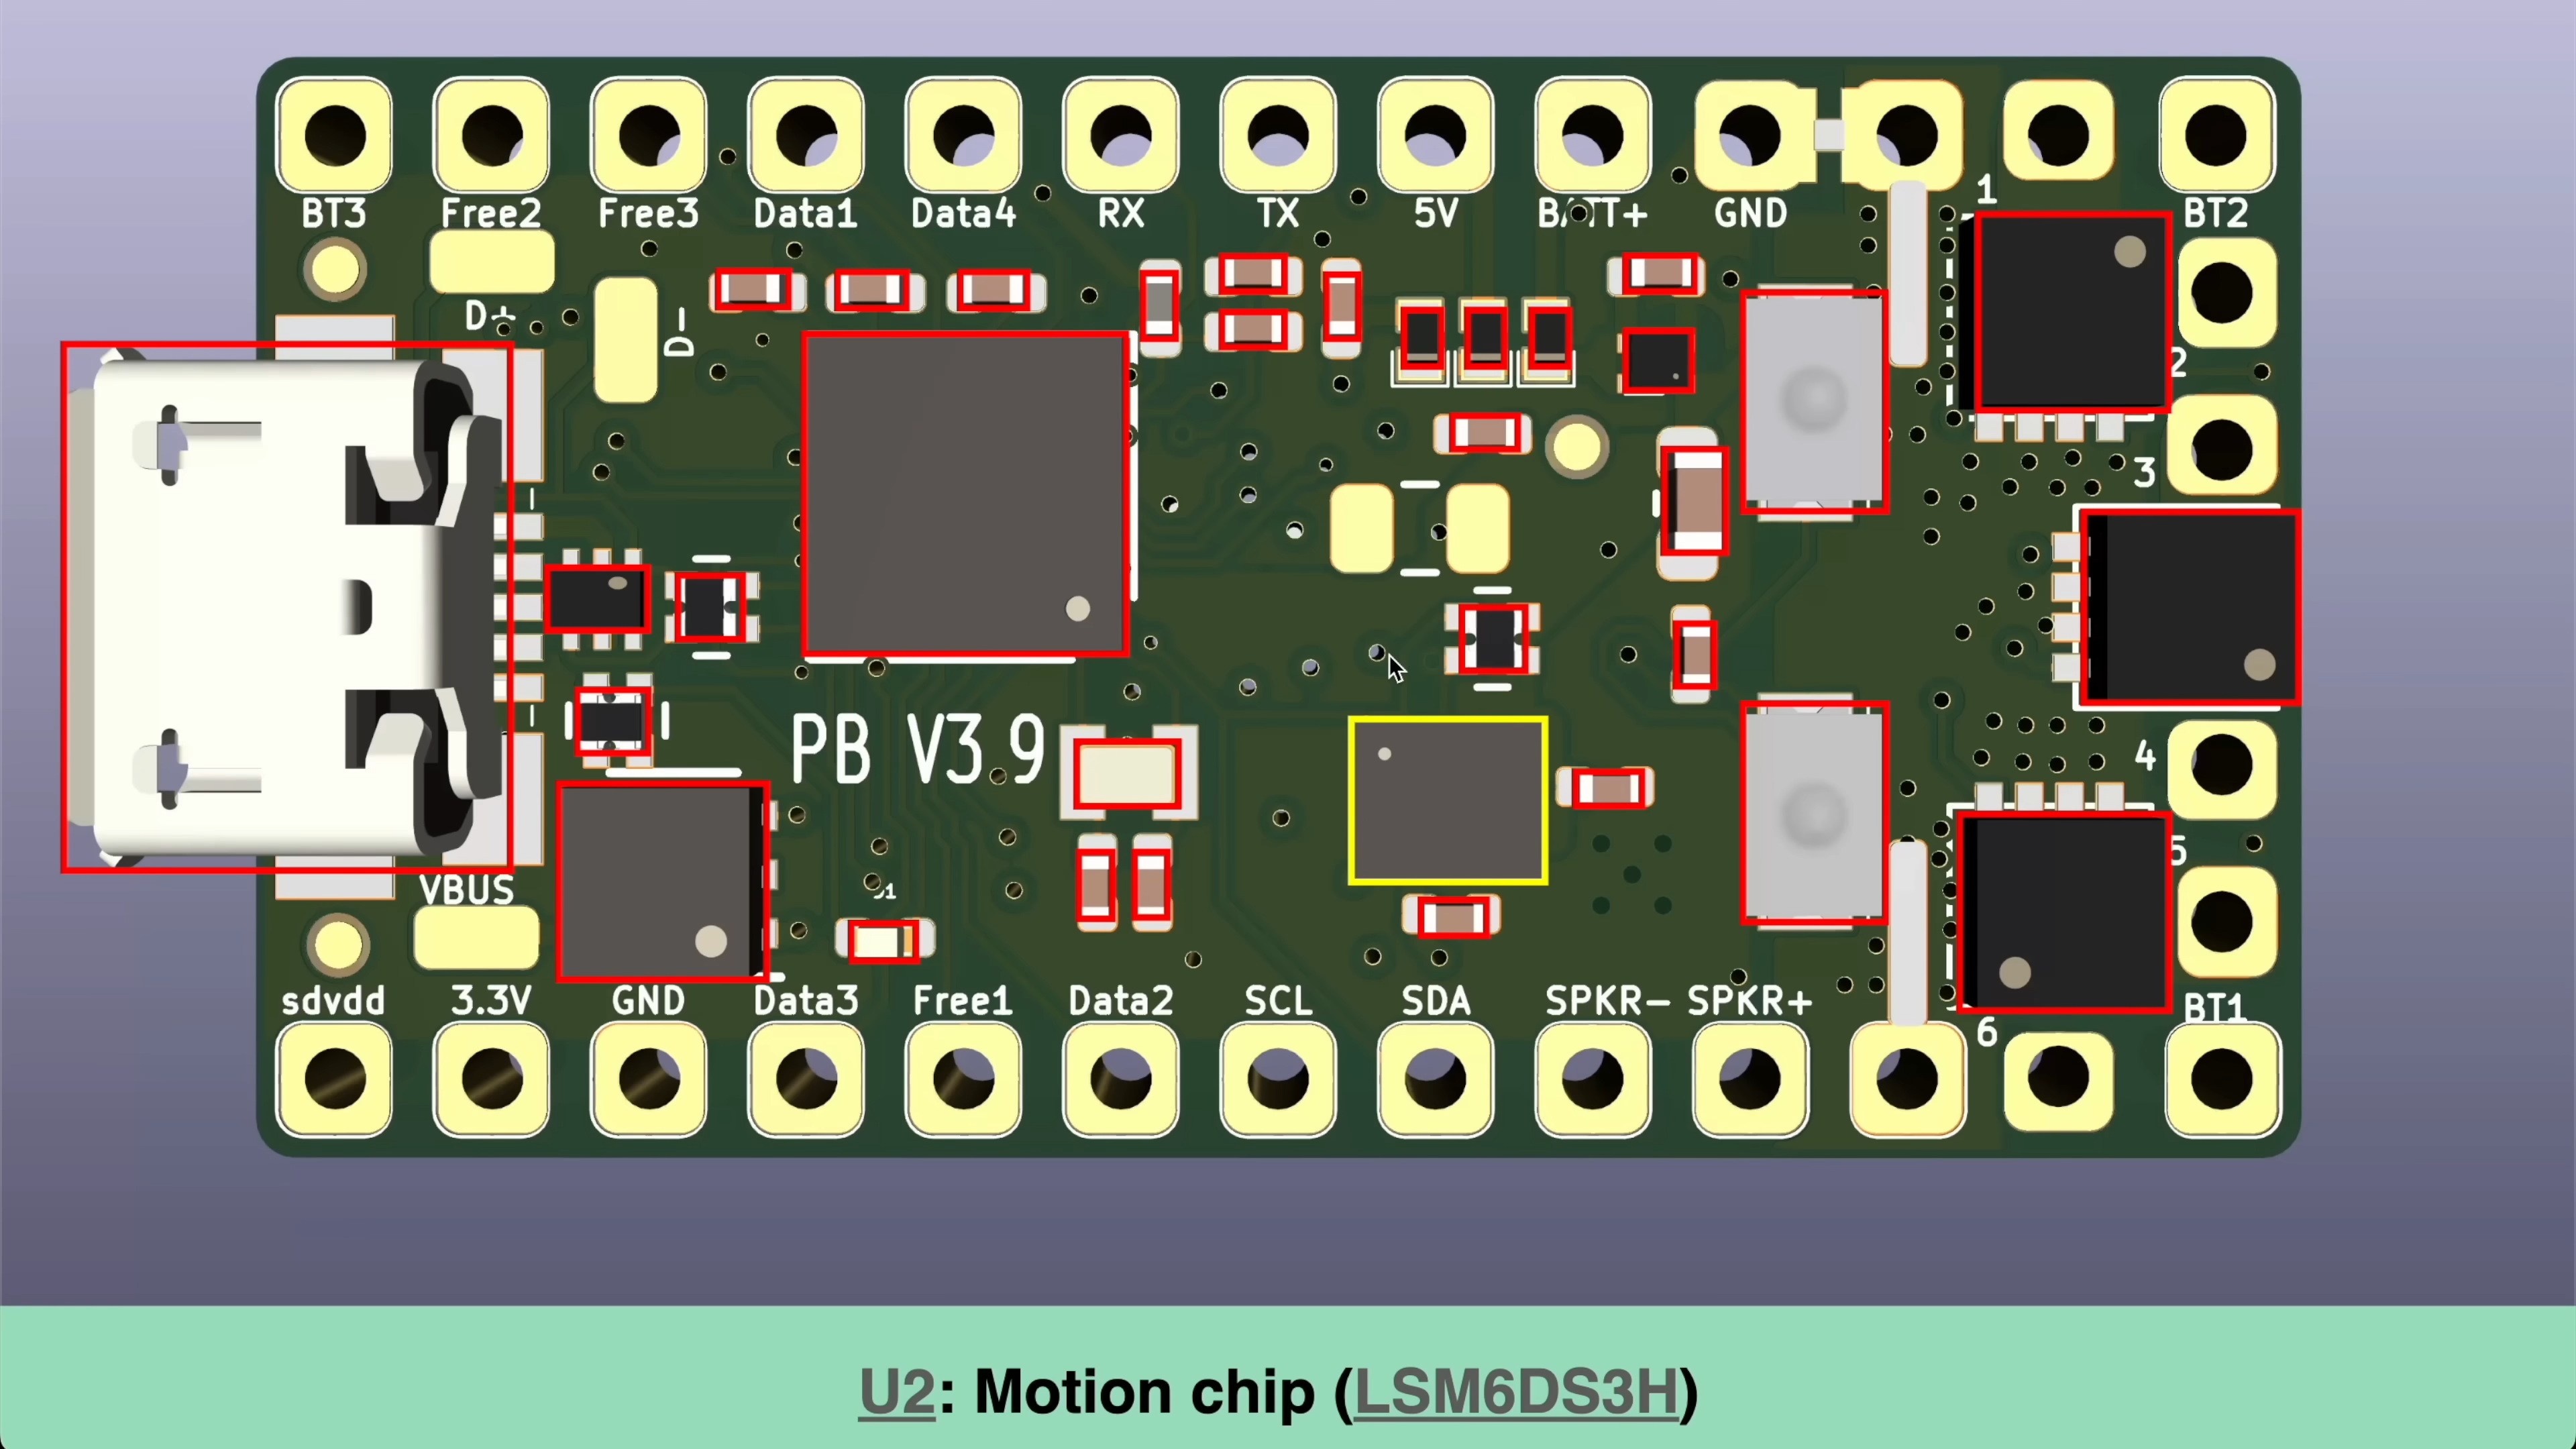 BT3 Free2 Free3 Data1 Data4 RX TX 5V BATT+ GND 1 BT2
D+
D-
2
3
PB V3.9
4
5
VBUS
sdvdd 3.3V GND Data3 Free1 Data2 SCL SDA SPKR- SPKR+ BT1
6
U2: Motion chip (LSM6DS3H)